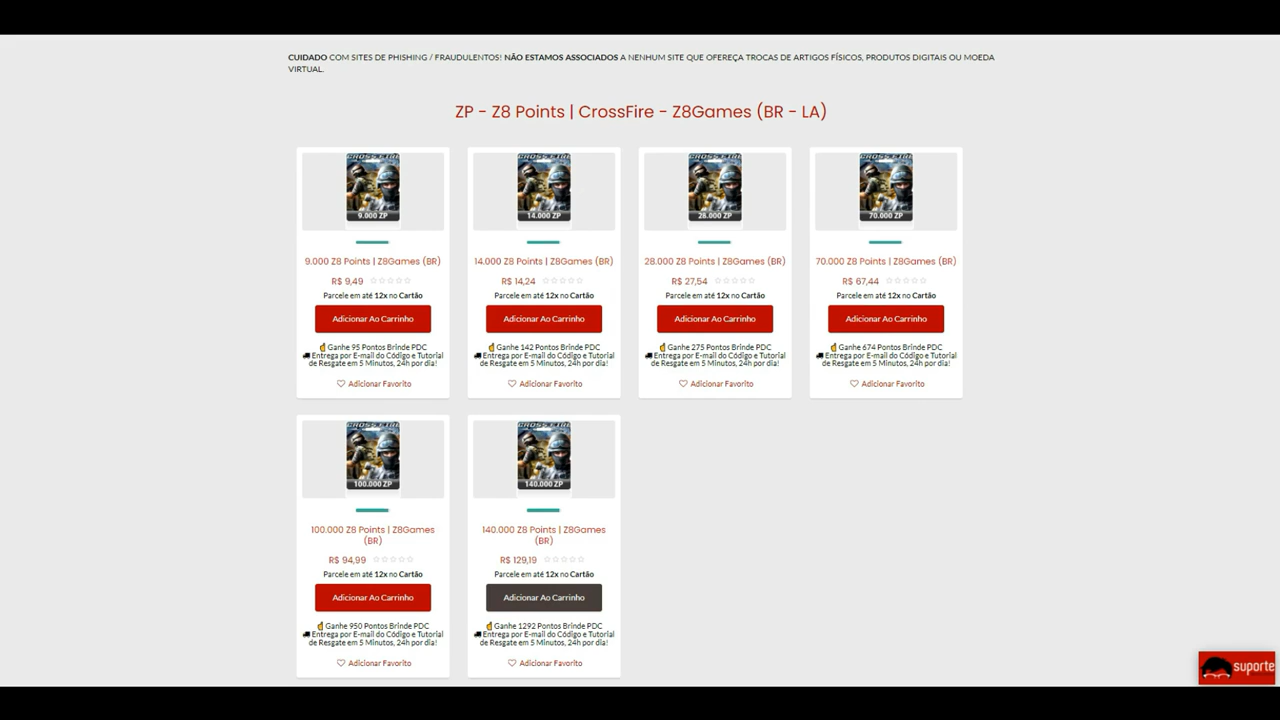 CUIDADO COM SITES DE PHISHING / FRAUDULENTOS! NÃO ESTAMOS ASSOCIADOS A NENHUM SITE QUE OFEREÇA TROCAS DE ARTIGOS FÍSICOS, PRODUTOS DIGITAIS OU MOEDA
VIRTUAL.
ZP - Z8 Points | CrossFire - Z8Games (BR - LA)
CROSS FIRE
9.000 ZP
9.000 Z8 Points | Z8Games (BR)
R$ 9,49
Parcele em até 12x no Cartão
Adicionar Ao Carrinho
Ganhe 95 Pontos Brinde PDC
Entrega por E-mail do Código e Tutorial
de Resgate em 5 Minutos, 24h por dia!
Adicionar Favorito
CROSS FIRE
14.000 ZP
14.000 Z8 Points | Z8Games (BR)
R$ 14,24
Parcele em até 12x no Cartão
Adicionar Ao Carrinho
Ganhe 142 Pontos Brinde PDC
Entrega por E-mail do Código e Tutorial
de Resgate em 5 Minutos, 24h por dia!
Adicionar Favorito
CROSS FIRE
28.000 ZP
28.000 Z8 Points | Z8Games (BR)
R$ 27,54
Parcele em até 12x no Cartão
Adicionar Ao Carrinho
Ganhe 275 Pontos Brinde PDC
Entrega por E-mail do Código e Tutorial
de Resgate em 5 Minutos, 24h por dia!
Adicionar Favorito
CROSS FIRE
70.000 ZP
70.000 Z8 Points | Z8Games (BR)
R$ 67,44
Parcele em até 12x no Cartão
Adicionar Ao Carrinho
Ganhe 674 Pontos Brinde PDC
Entrega por E-mail do Código e Tutorial
de Resgate em 5 Minutos, 24h por dia!
Adicionar Favorito
CROSS FIRE
100.000 ZP
100.000 Z8 Points | Z8Games
(BR)
R$ 94,99
Parcele em até 12x no Cartão
Adicionar Ao Carrinho
Ganhe 950 Pontos Brinde PDC
Entrega por E-mail do Código e Tutorial
de Resgate em 5 Minutos, 24h por dia!
Adicionar Favorito
CROSS FIRE
140.000 ZP
140.000 Z8 Points | Z8Games
(BR)
R$ 129,19
Parcele em até 12x no Cartão
Adicionar Ao Carrinho
Ganhe 1292 Pontos Brinde PDC
Entrega por E-mail do Código e Tutorial
de Resgate em 5 Minutos, 24h por dia!
Adicionar Favorito
suporte